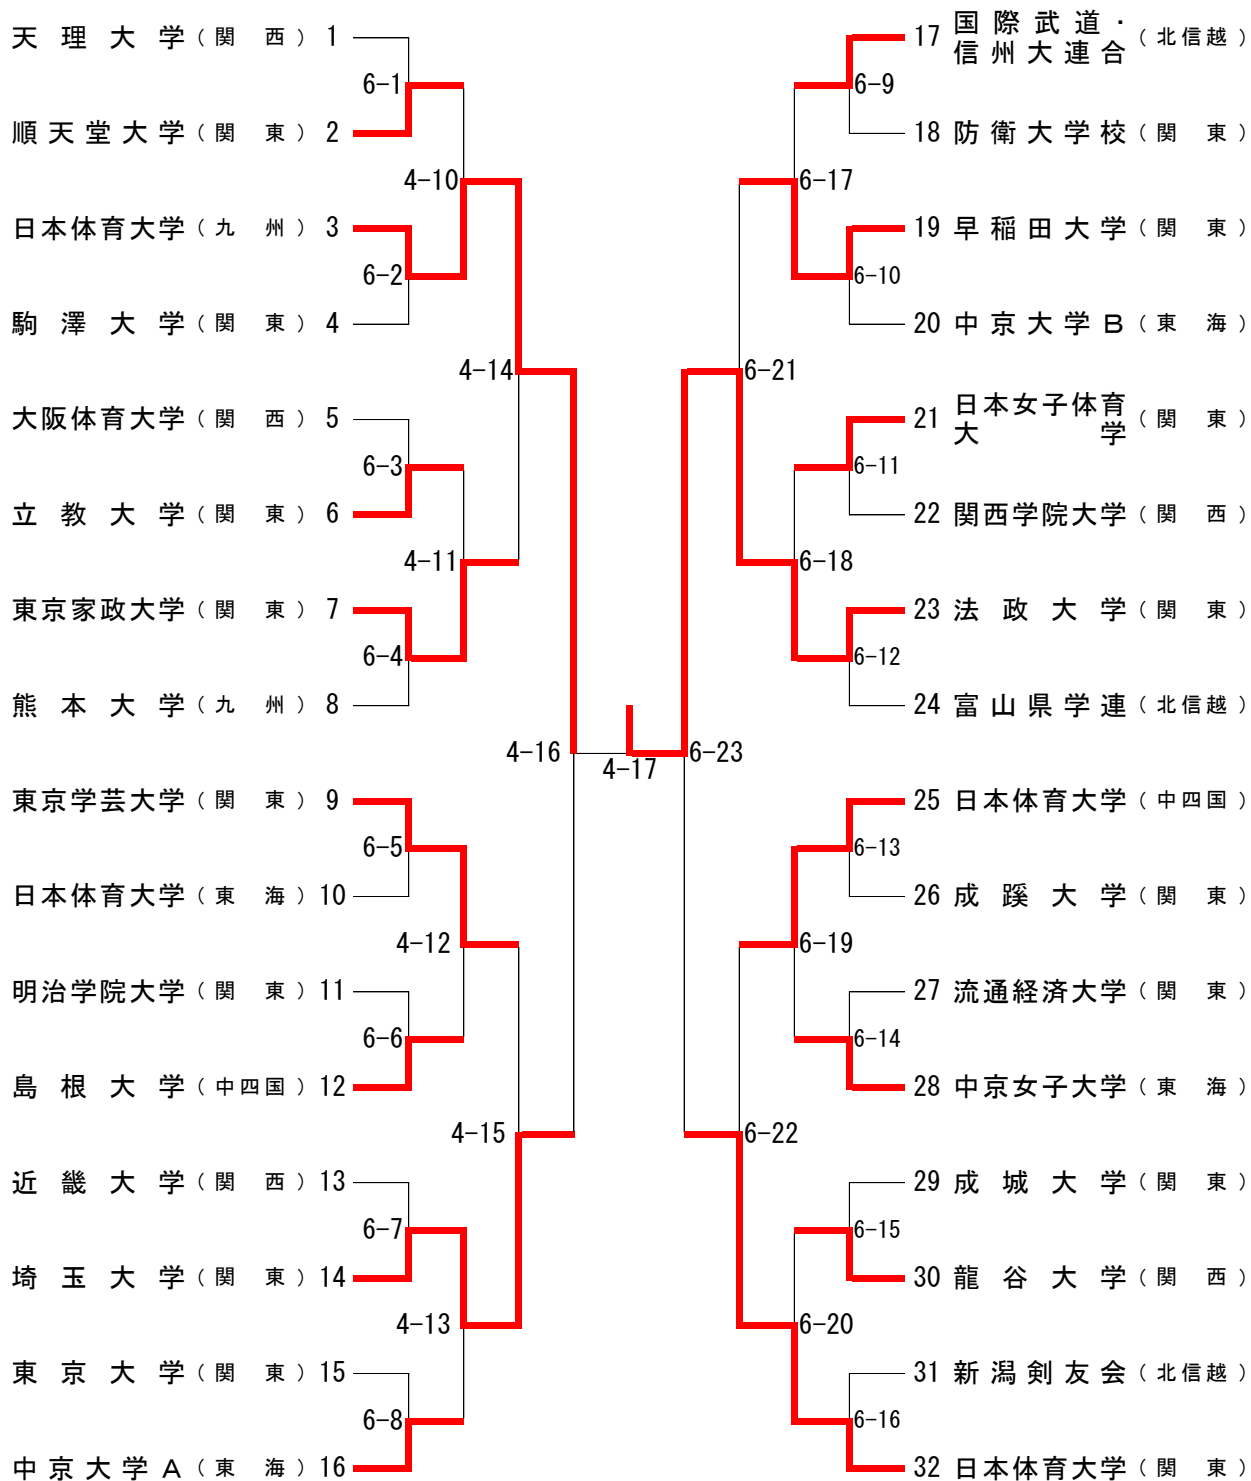 天理大学（関西）1
6-1
順天堂大学（関東）2
4-10
日本体育大学（九州）3
6-2
駒澤大学（関東）4
4-14
大阪体育大学（関西）5
6-3
立教大学（関東）6
4-11
東京家政大学（関東）7
6-4
熊本大学（九州）8
4-16
東京学芸大学（関東）9
6-5
日本体育大学（東海）10
4-12
明治学院大学（関東）11
6-6
島根大学（中四国）12
4-15
近畿大学（関西）13
6-7
埼玉大学（関東）14
4-13
東京大学（関東）15
6-8
中京大学A（東海）16
4-17
17 国際武道・
信州大連合（北信越）
6-9
18 防衛大学校（関東）
6-17
19 早稲田大学（関東）
6-10
20 中京大学B（東海）
6-21
21 日本女子体育
大学（関東）
6-11
22 関西学院大学（関西）
6-18
23 法政大学（関東）
6-12
24 富山県学連（北信越）
6-23
25 日本体育大学（中四国）
6-13
26 成蹊大学（関東）
6-19
27 流通経済大学（関東）
6-14
28 中京女子大学（東海）
6-22
29 成城大学（関東）
6-15
30 龍谷大学（関西）
6-20
31 新潟剣友会（北信越）
6-16
32 日本体育大学（関東）